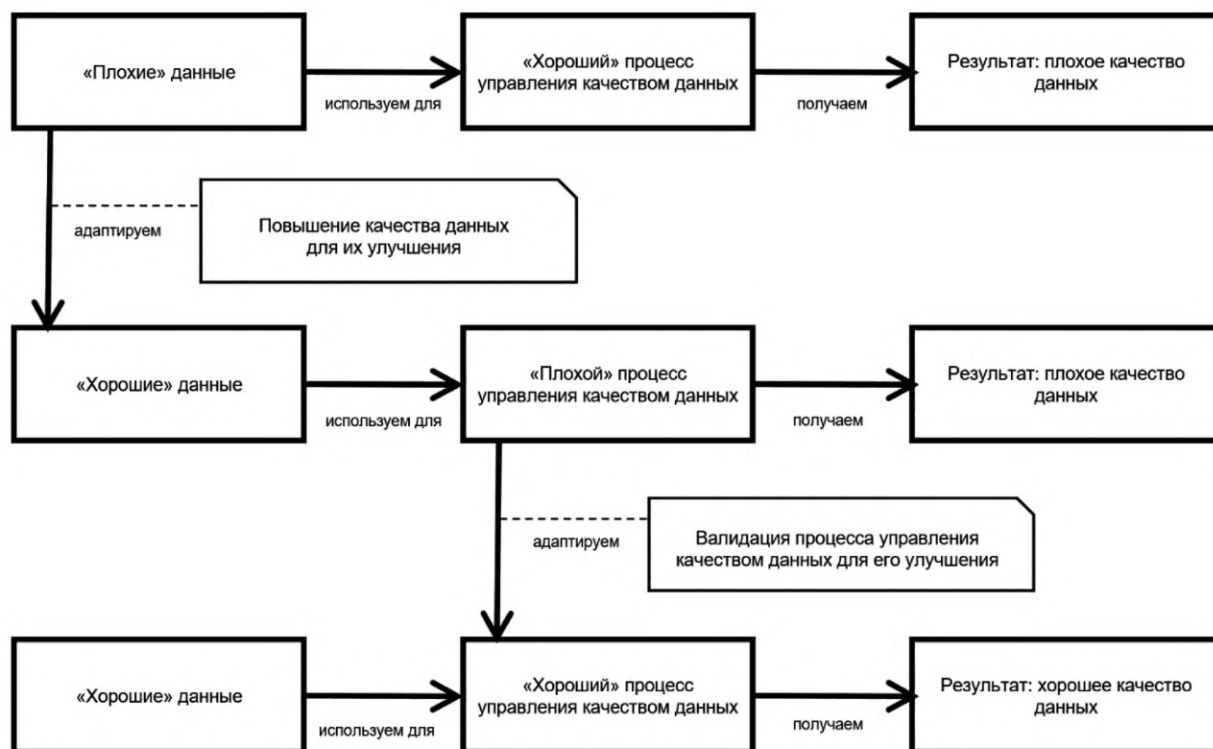 «Плохие» данные
используем для
«Хороший» процесс
управления качеством данных
получаем
Результат: плохое качество
данных
адаптируем
Повышение качества данных
для их улучшения
«Хорошие» данные
используем для
«Плохой» процесс
управления качеством данных
получаем
Результат: плохое качество
данных
адаптируем
Валидация процесса управления
качеством данных для его улучшения
«Хорошие» данные
используем для
«Хороший» процесс
управления качеством данных
получаем
Результат: хорошее качество
данных